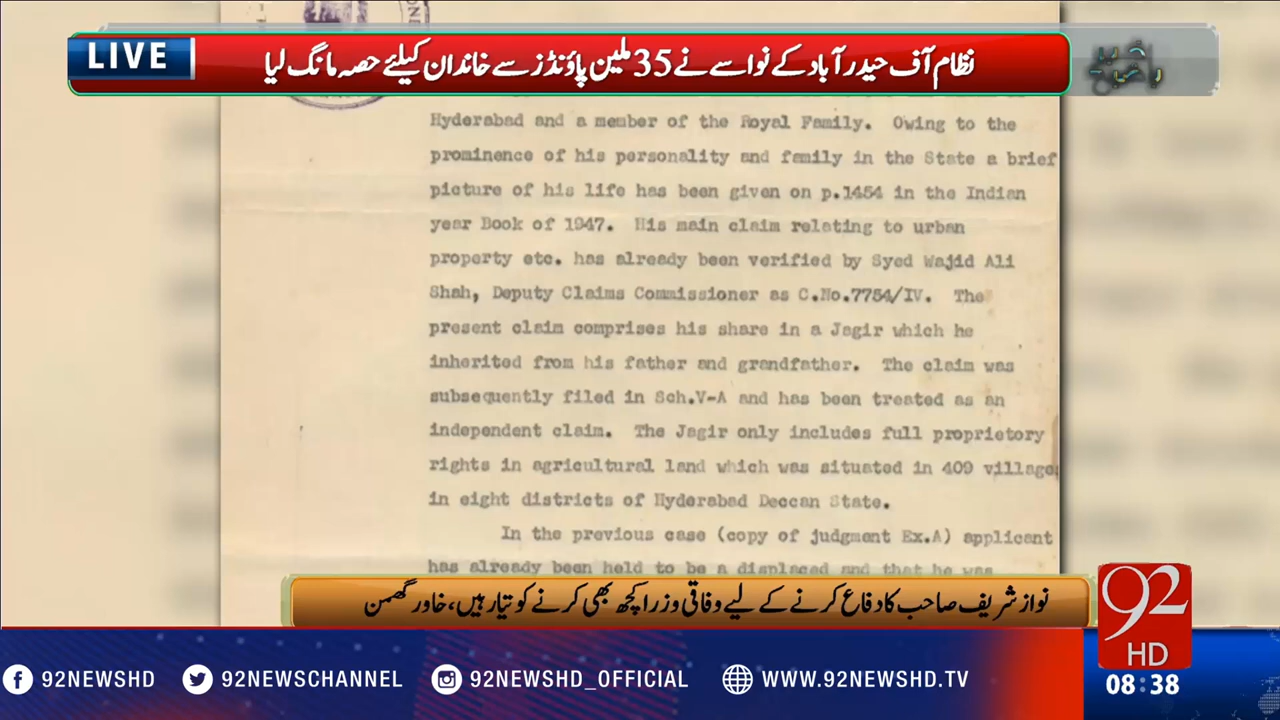 LIVE
نظام آف حیدرآباد کے نواسے نے 35 ملین پاؤنڈز سے خاندان کیلئے حصہ مانگ لیا
Hyderabad and a member of the Royal Family. Owing to the
prominence of his personality and family in the State a brief
picture of his life has been given on p.1454 in the Indian
year Book of 1947. His main claim relating to urban
property etc. has already been verified by Syed Wajid Ali
Shah, Deputy Claims Commissioner as C.No.7754/IV. The
present claim comprises his share in a Jagir which he
inherited from his father and grandfather. The claim was
subsequently filed in Sch.V-A and has been treated as an
independent claim. The Jagir only includes full proprietory
rights in agricultural land which was situated in 409 village
in eight districts of Hyderabad Deccan State.
In the previous case (copy of judgment Ex.A) applicant
has already been held to be a displaced and that he was
نواز شریف صاحب کا دفاع کرنے کے لیے وفاقی وزرا کچھ بھی کرنے کو تیار ہیں، خاور گھمن
92
HD
92NEWSHD
92NEWSCHANNEL
92NEWSHD_OFFICIAL
WWW.92NEWSHD.TV
08:38